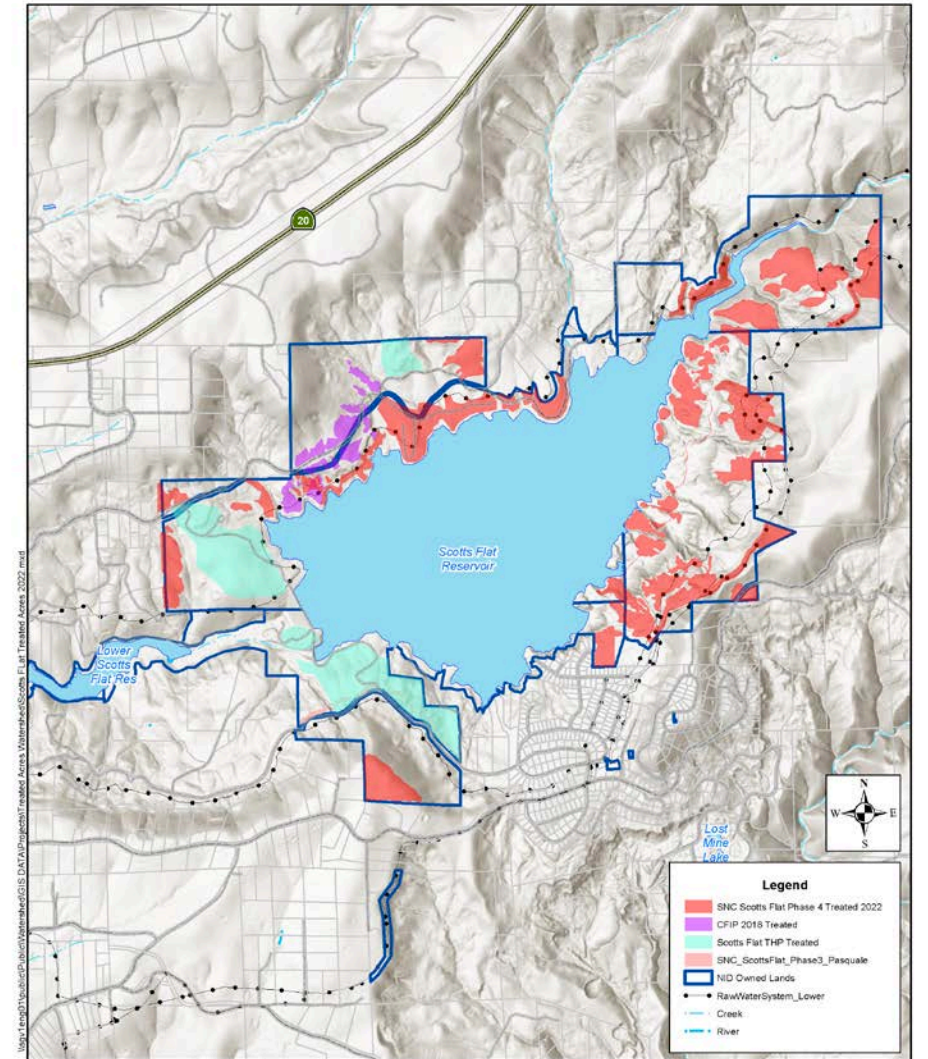 20
Scotts Flat
Reservoir
Lower
Scotts
Flat Res
Lost
Mine
Lake
N
W
E
S
Legend
SNC Scotts Flat Phase 4 Treated 2022
CFIP 2018 Treated
Scotts Flat THP Treated
SNC_ScottsFlat_Phase3_Pasquale
NID Owned Lands
RawWaterSystem_Lower
Creek
River